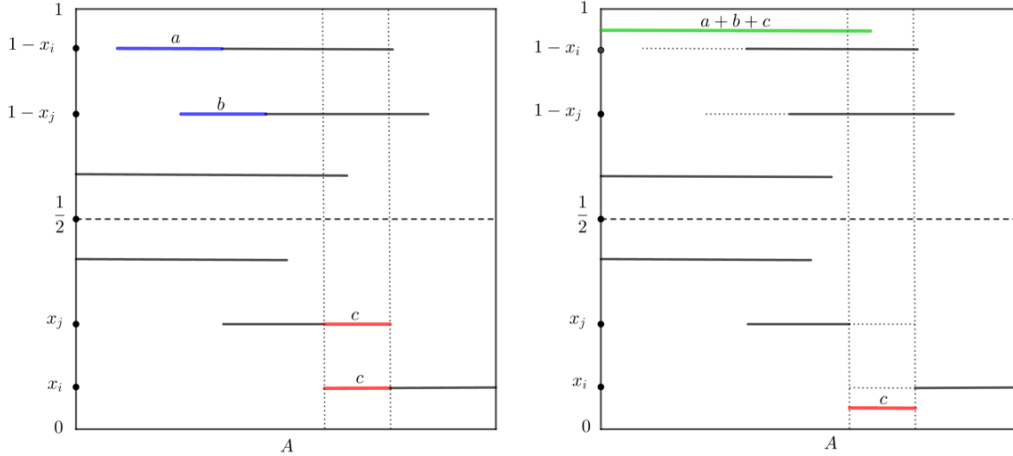 1
a
1 − x_i
b
1 − x_j
1/2
x_j
c
x_i
c
0
A
1
a + b + c
1 − x_i
1 − x_j
1/2
x_j
x_i
c
0
A